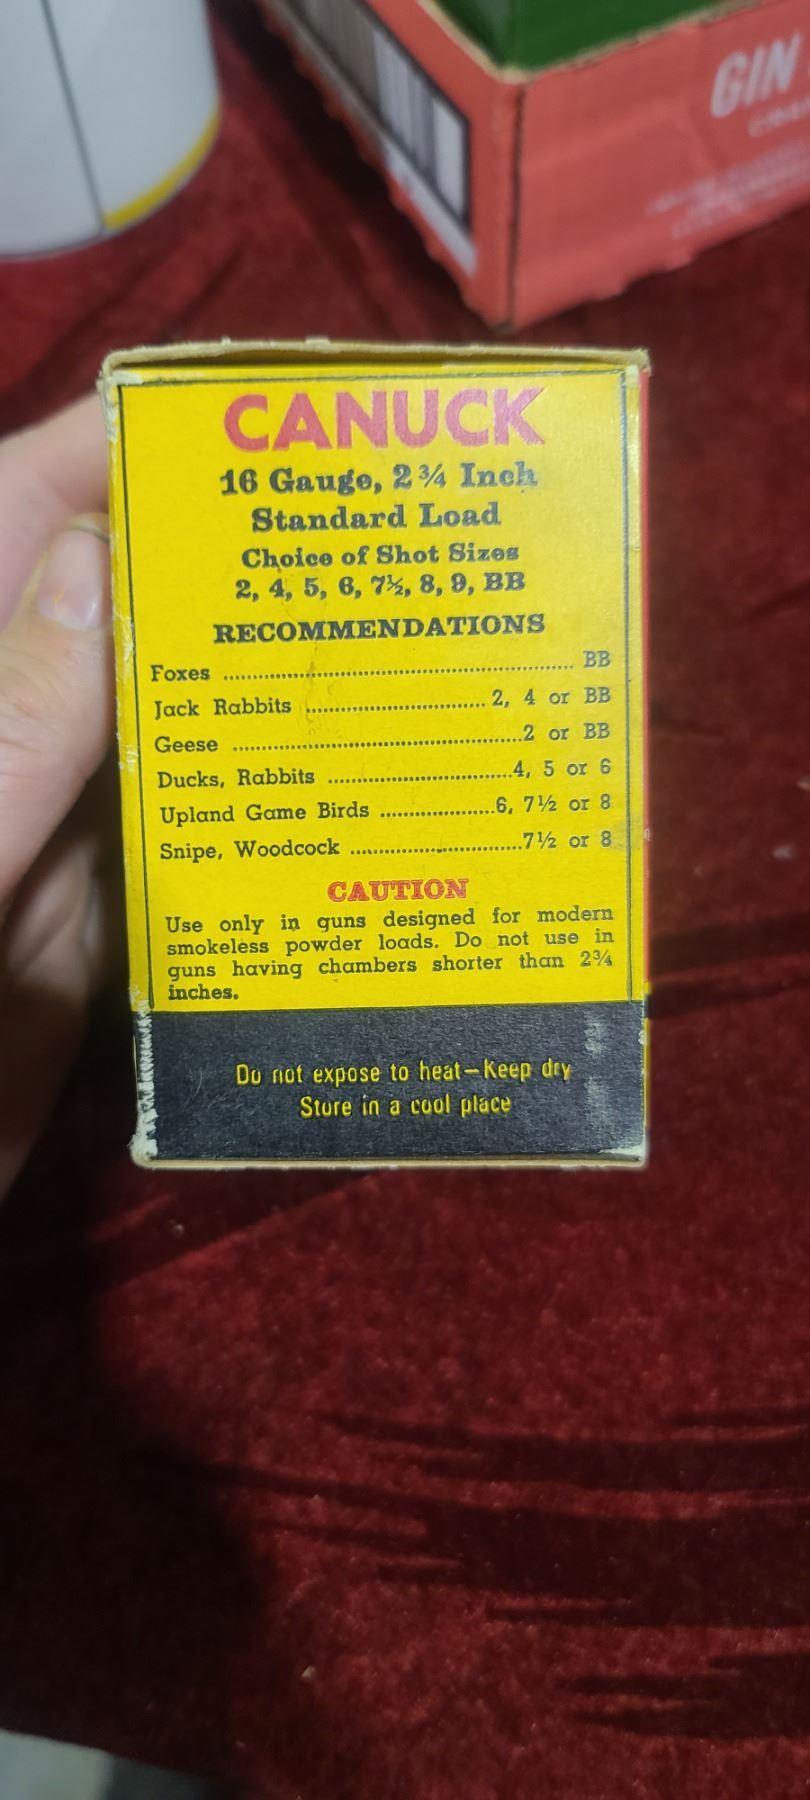 GIN
CANUCK
16 Gauge, 2¾ Inch
Standard Load
Choice of Shot Sizes
2, 4, 5, 6, 7½, 8, 9, BB
RECOMMENDATIONS
Foxes ........................................ BB
Jack Rabbits ........................ 2, 4 or BB
Geese ........................................2 or BB
Ducks, Rabbits ........................4, 5 or 6
Upland Game Birds ..................6, 7½ or 8
Snipe, Woodcock ........................7½ or 8
CAUTION
Use only in guns designed for modern
smokeless powder loads. Do not use in
guns having chambers shorter than 2¾
inches.
Do not expose to heat—Keep dry
Store in a cool place